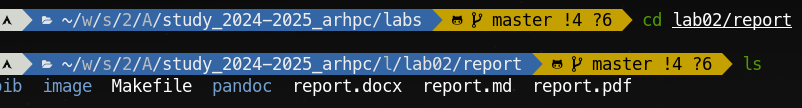 ~/w/s/2/A/study_2024-2025_arhpc/labs master !4 ?6 cd lab02/report
~/w/s/2/A/study_2024-2025_arhpc/l/lab02/report master !4 ?6 ls
bib image Makefile pandoc report.docx report.md report.pdf